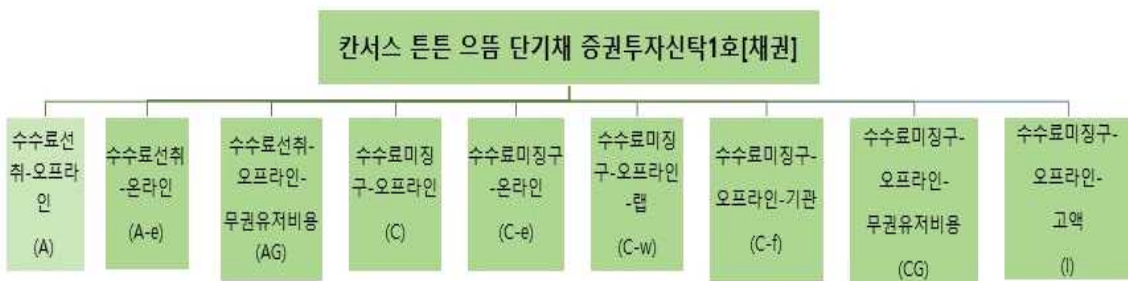 칸서스 튼튼 으뜸 단기채 증권투자신탁1호[채권]
수수료선
취-오프라
인
(A)
수수료선취
-온라인
(A-e)
수수료선취-
오프라인-
무권유저비용
(AG)
수수료미징
구-오프라인
(C)
수수료미징구
-온라인
(C-e)
수수료미징
구-오프라인
-랩
(C-w)
수수료미징구-
오프라인-기관
(C-f)
수수료미징구-
오프라인-
무권유저비용
(CG)
수수료미징구-
오프라인-
고액
(I)